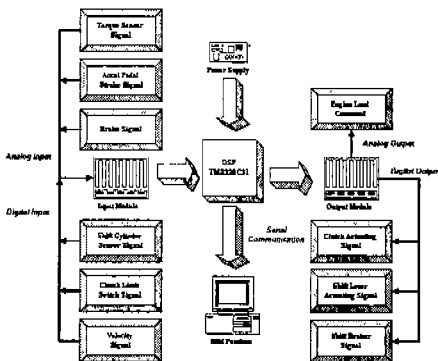 Torque Sensor
Signal
Accel Pedal
Stroke Signal
Brake Signal
Analog Input
Input Module
Digital Input
Shift Cylinder
Sensor Signal
Clutch Limit
Switch Signal
Velocity
Signal
Power Supply
DSP
TMS320C31
Serial
Communication
IBM Pentium
Engine Load
Command
Analog Output
Digital Output
Output Module
Clutch Actuating
Signal
Shift Lever
Actuating Signal
Shift
Signal